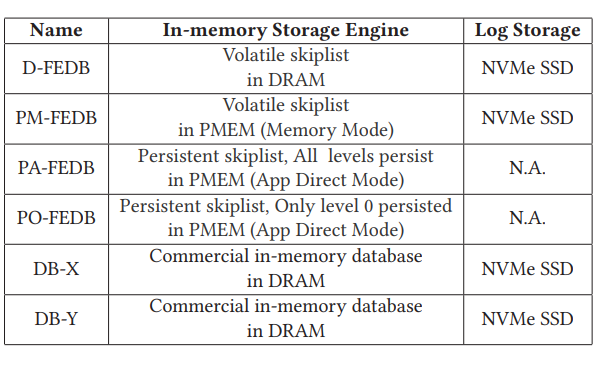 Name In-memory Storage Engine Log Storage
D-FEDB Volatile skiplist
in DRAM NVMe SSD
PM-FEDB Volatile skiplist
in PMEM (Memory Mode) NVMe SSD
PA-FEDB Persistent skiplist, All levels persist
in PMEM (App Direct Mode) N.A.
PO-FEDB Persistent skiplist, Only level 0 persisted
in PMEM (App Direct Mode) N.A.
DB-X Commercial in-memory database
in DRAM NVMe SSD
DB-Y Commercial in-memory database
in DRAM NVMe SSD